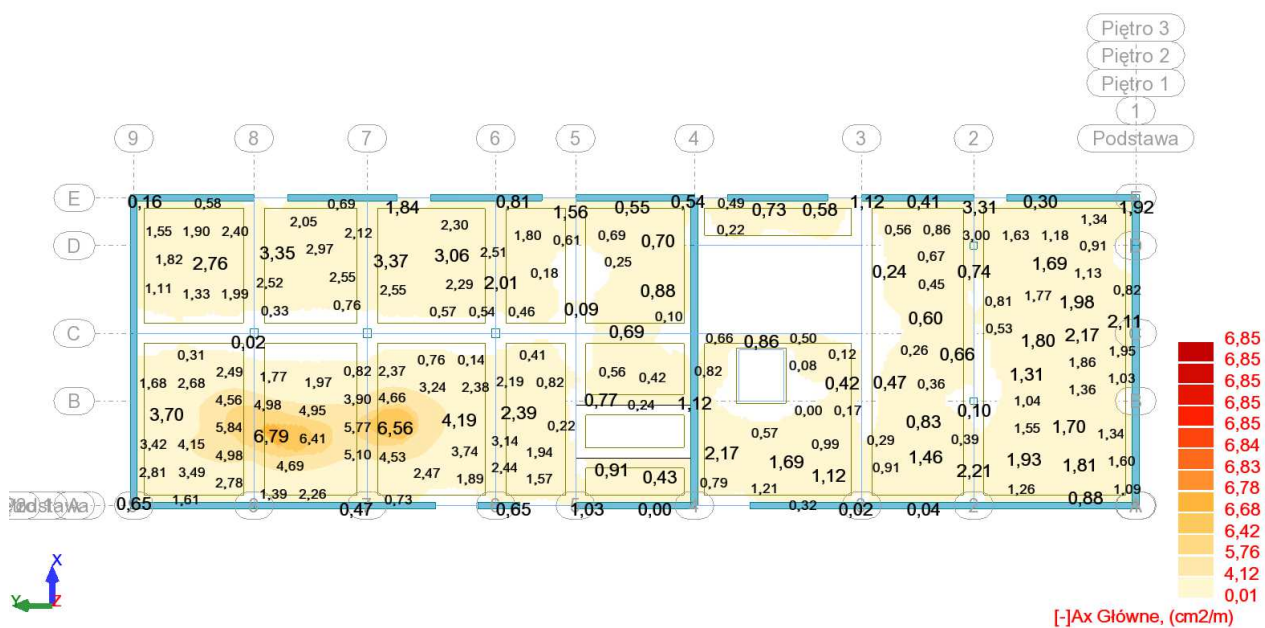 Piętro 3
Piętro 2
Piętro 1
1
9 8 7 6 5 4 3 2 Podstawa
E 0,16 0,58 0,69 1,84 0,81 1,56 0,55 0,54 0,49 0,73 0,58 1,12 0,41 3,31 0,30 1,92
2,05 2,30 1,34
1,55 1,90 2,40 2,12 1,80 0,61 0,69 0,70 0,22 0,56 0,86 3,00 1,63 1,18 0,91
D 3,35 2,97 3,37 3,06 2,51
1,82 2,76 0,25 0,67 1,69
2,52 2,55 2,55 2,29 2,01 0,18 0,24 0,45 0,74 1,13
1,11 1,33 1,99 0,88 0,82
0,33 0,76 0,57 0,54 0,46 0,09 0,10 0,60 0,81 1,77 1,98 2,11
C 0,02 0,69 0,66 0,86 0,50 0,53 1,80 2,17
0,31 0,76 0,14 0,41 0,12 0,26 0,66 1,86 1,95
1,68 2,68 2,49 1,77 1,97 0,82 2,37 2,19 0,82 0,56 0,42 0,82 0,08 0,42 0,47 0,36 1,31 1,36 1,03
3,24 2,38
B 3,70 4,56 4,98 4,95 3,90 4,66 4,19 2,39 0,77 0,24 1,12 0,00 0,17 0,10 1,04
5,84 6,79 6,41 5,77 6,56 0,22 0,57 0,83 1,55 1,70 1,34
3,42 4,15 4,98 5,10 4,53 3,74 3,14 1,94 2,17 0,99 0,29 0,39
2,81 3,49 4,69 2,47 1,89 2,44 1,57 0,91 0,43 1,69 1,12 0,91 1,46 2,21 1,93 1,81 1,60
2,78 1,39 2,26 0,73 0,79 1,21 1,26 0,88 1,09
0,65 1,61 0,47 0,65 1,03 0,00 0,32 0,02 0,04
6,85
6,85
6,85
6,85
6,85
6,84
6,83
6,78
6,68
6,42
5,76
4,12
0,01
X
Y Z
[-]Ax Główne, (cm2/m)